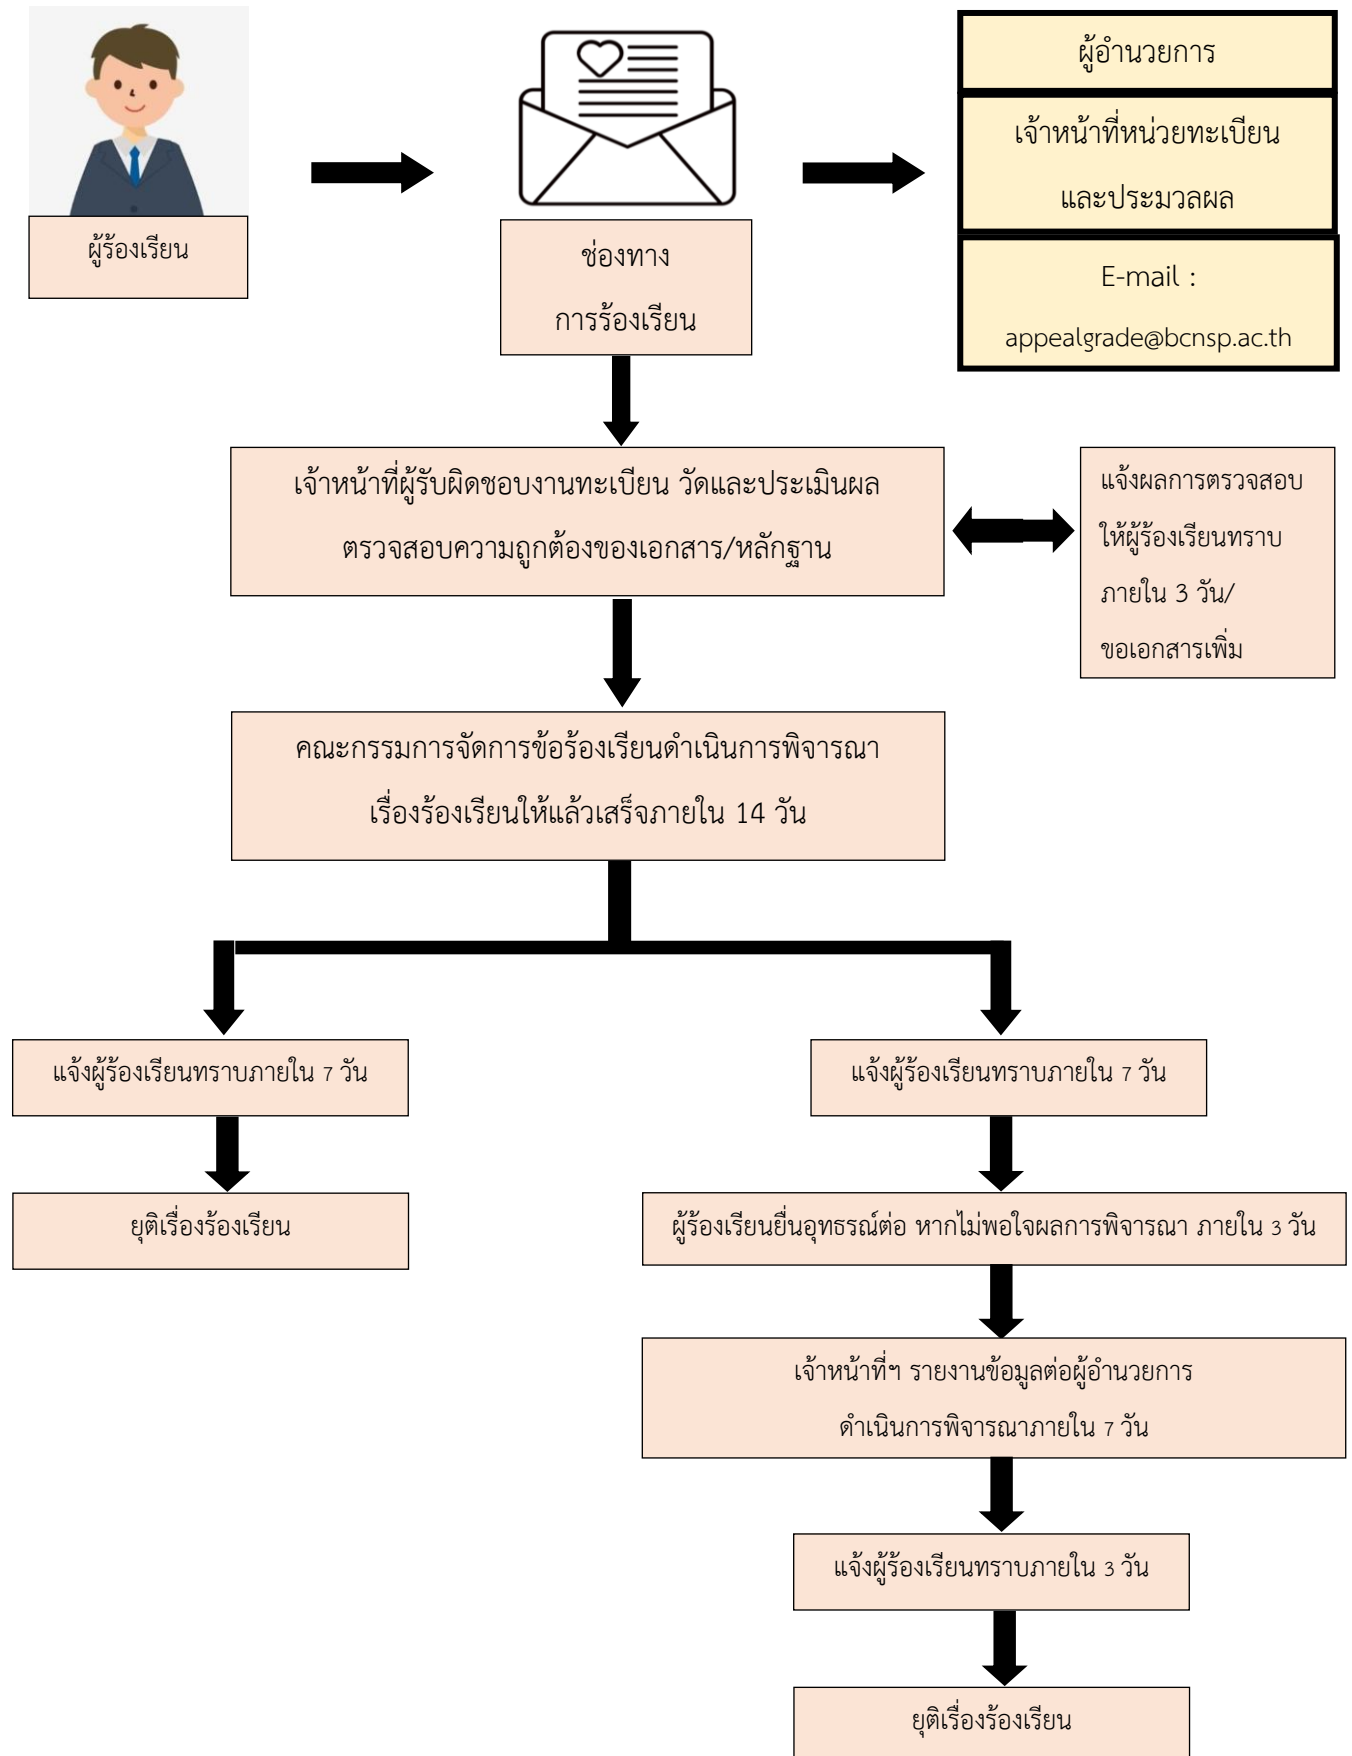 ผู้ร้องเรียน
ช่องทาง
การร้องเรียน
ผู้อำนวยการ
เจ้าหน้าที่หน่วยทะเบียน
และประมวลผล
E-mail :
appealgrade@bcnsp.ac.th
เจ้าหน้าที่ผู้รับผิดชอบงานทะเบียน วัดและประเมินผล
ตรวจสอบความถูกต้องของเอกสาร/หลักฐาน
แจ้งผลการตรวจสอบ
ให้ผู้ร้องเรียนทราบ
ภายใน 3 วัน/
ขอเอกสารเพิ่ม
คณะกรรมการจัดการข้อร้องเรียนดำเนินการพิจารณา
เรื่องร้องเรียนให้แล้วเสร็จภายใน 14 วัน
แจ้งผู้ร้องเรียนทราบภายใน 7 วัน
ยุติเรื่องร้องเรียน
แจ้งผู้ร้องเรียนทราบภายใน 7 วัน
ผู้ร้องเรียนยื่นอุทธรณ์ต่อ หากไม่พอใจผลการพิจารณา ภายใน 3 วัน
เจ้าหน้าที่ฯ รายงานข้อมูลต่อผู้อำนวยการ
ดำเนินการพิจารณาภายใน 7 วัน
แจ้งผู้ร้องเรียนทราบภายใน 3 วัน
ยุติเรื่องร้องเรียน